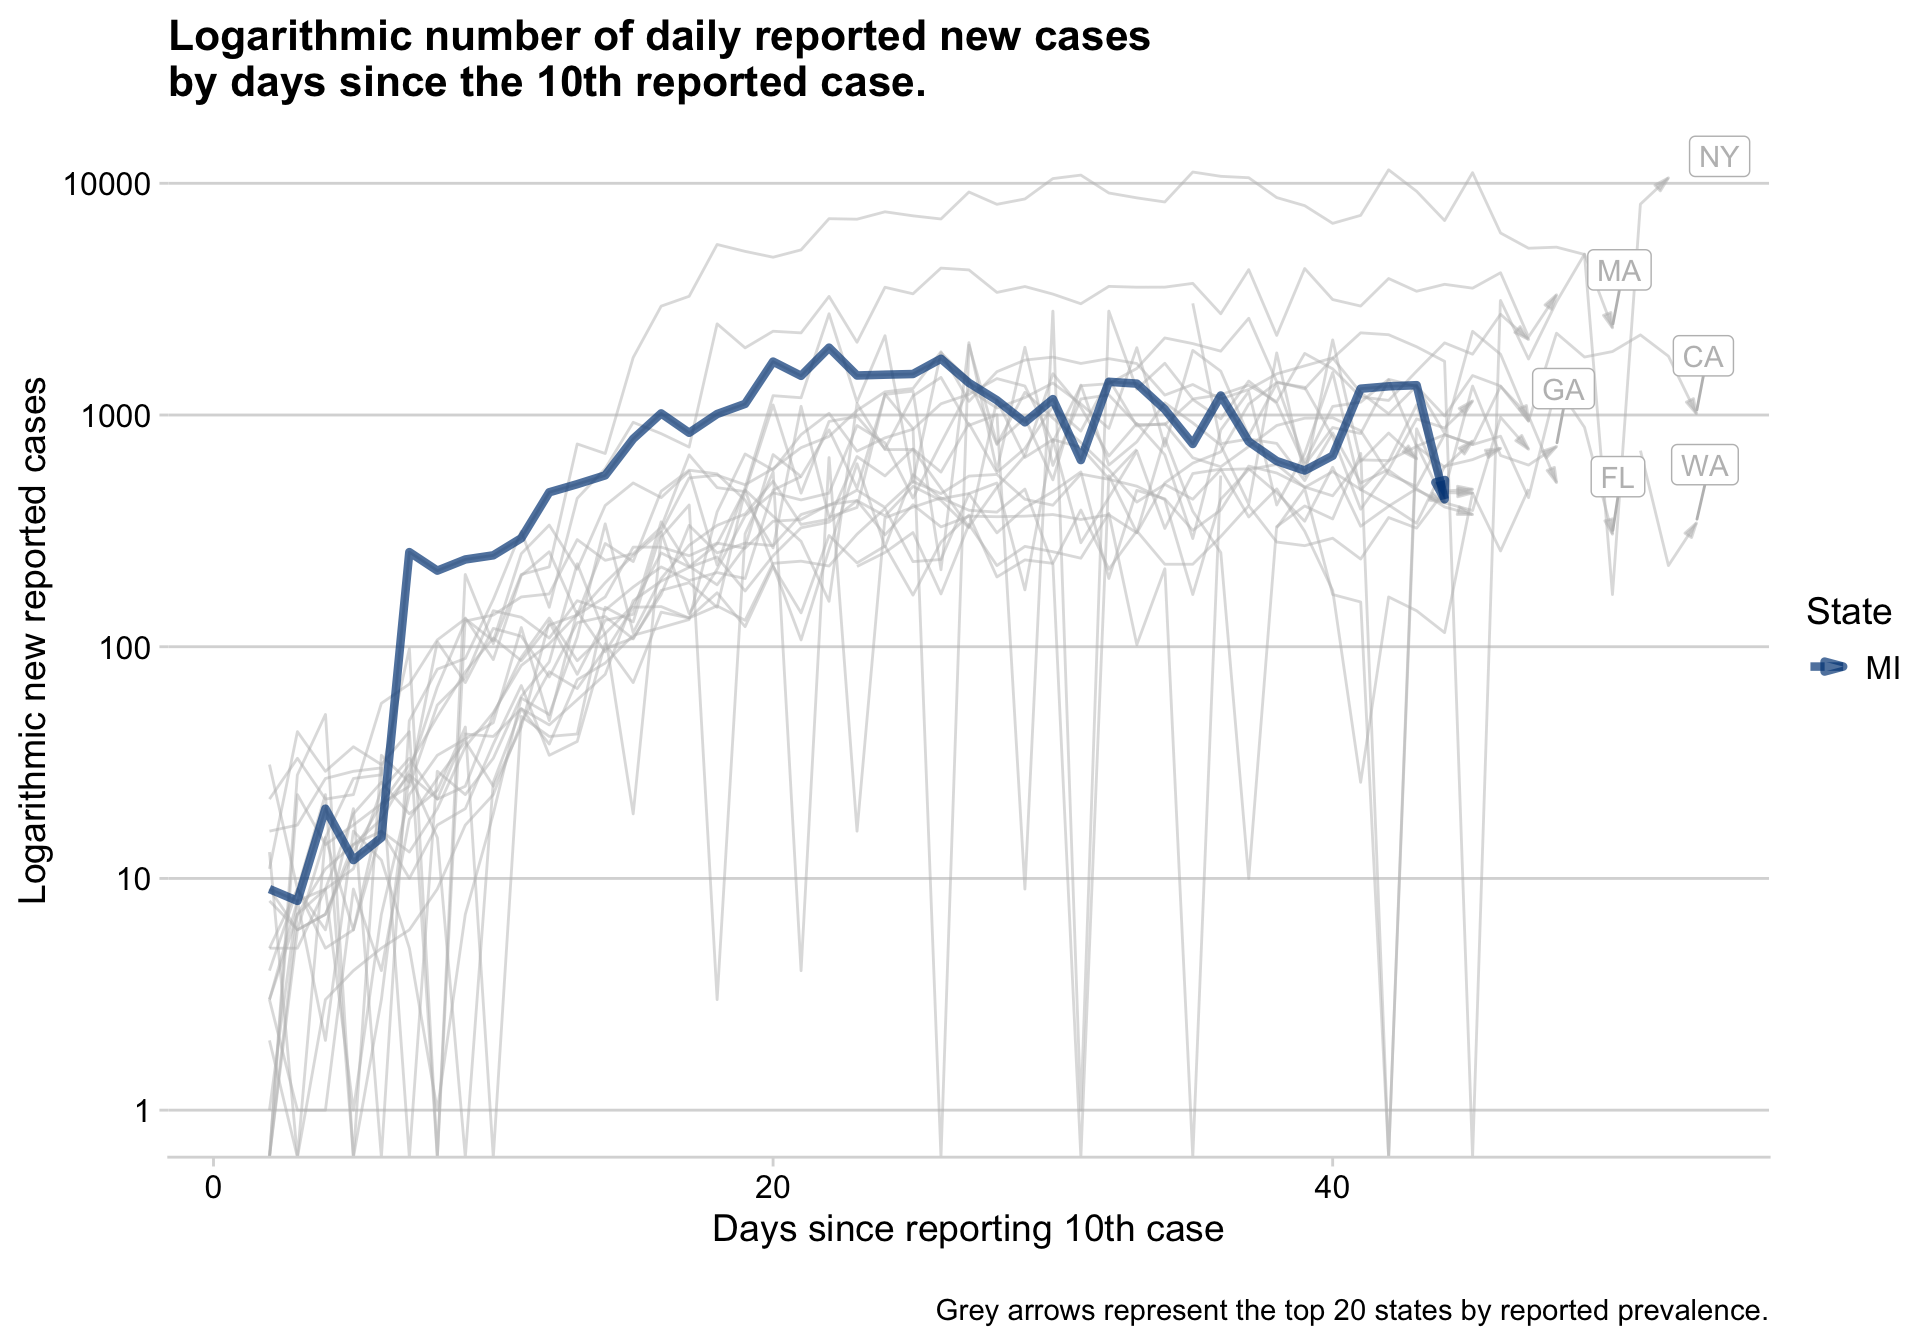 Logarithmic number of daily reported new cases
by days since the 10th reported case.
Logarithmic new reported cases
10000
1000
100
10
1
NY
MA
CA
GA
FL
WA
State
MI
0
20
40
Days since reporting 10th case
Grey arrows represent the top 20 states by reported prevalence.